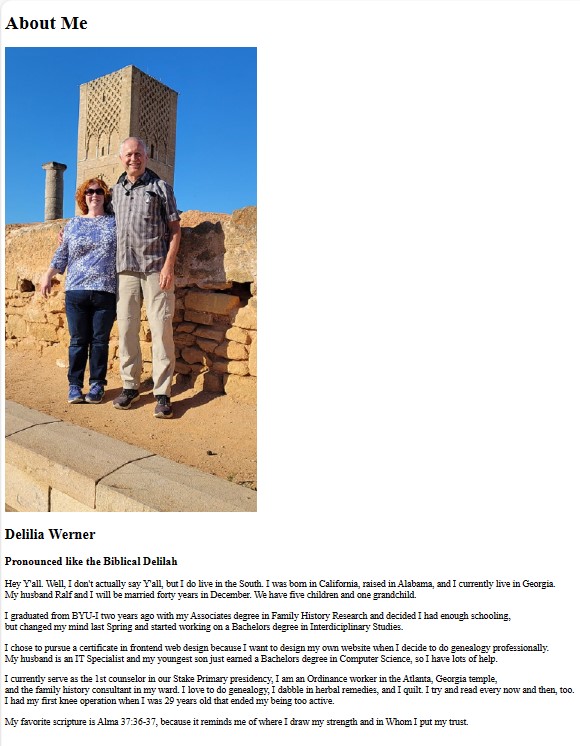 About Me
Delilia Werner
Pronounced like the Biblical Delilah
Hey Y'all. Well, I don't actually say Y'all, but I do live in the South. I was born in California, raised in Alabama, and I currently live in Georgia.
My husband Ralf and I will be married forty years in December. We have five children and one grandchild.
I graduated from BYU-I two years ago with my Associates degree in Family History Research and decided I had enough schooling,
but changed my mind last Spring and started working on a Bachelors degree in Interdiciplinary Studies.
I chose to pursue a certificate in frontend web design because I want to design my own website when I decide to do genealogy professionally.
My husband is an IT Specialist and my youngest son just earned a Bachelors degree in Computer Science, so I have lots of help.
I currently serve as the 1st counselor in our Stake Primary presidency, I am an Ordinance worker in the Atlanta, Georgia temple,
and the family history consultant in my ward. I love to do genealogy, I dabble in herbal remedies, and I quilt. I try and read every now and then, too.
I had my first knee operation when I was 29 years old that ended my being too active.
My favorite scripture is Alma 37:36-37, because it reminds me of where I draw my strength and in Whom I put my trust.